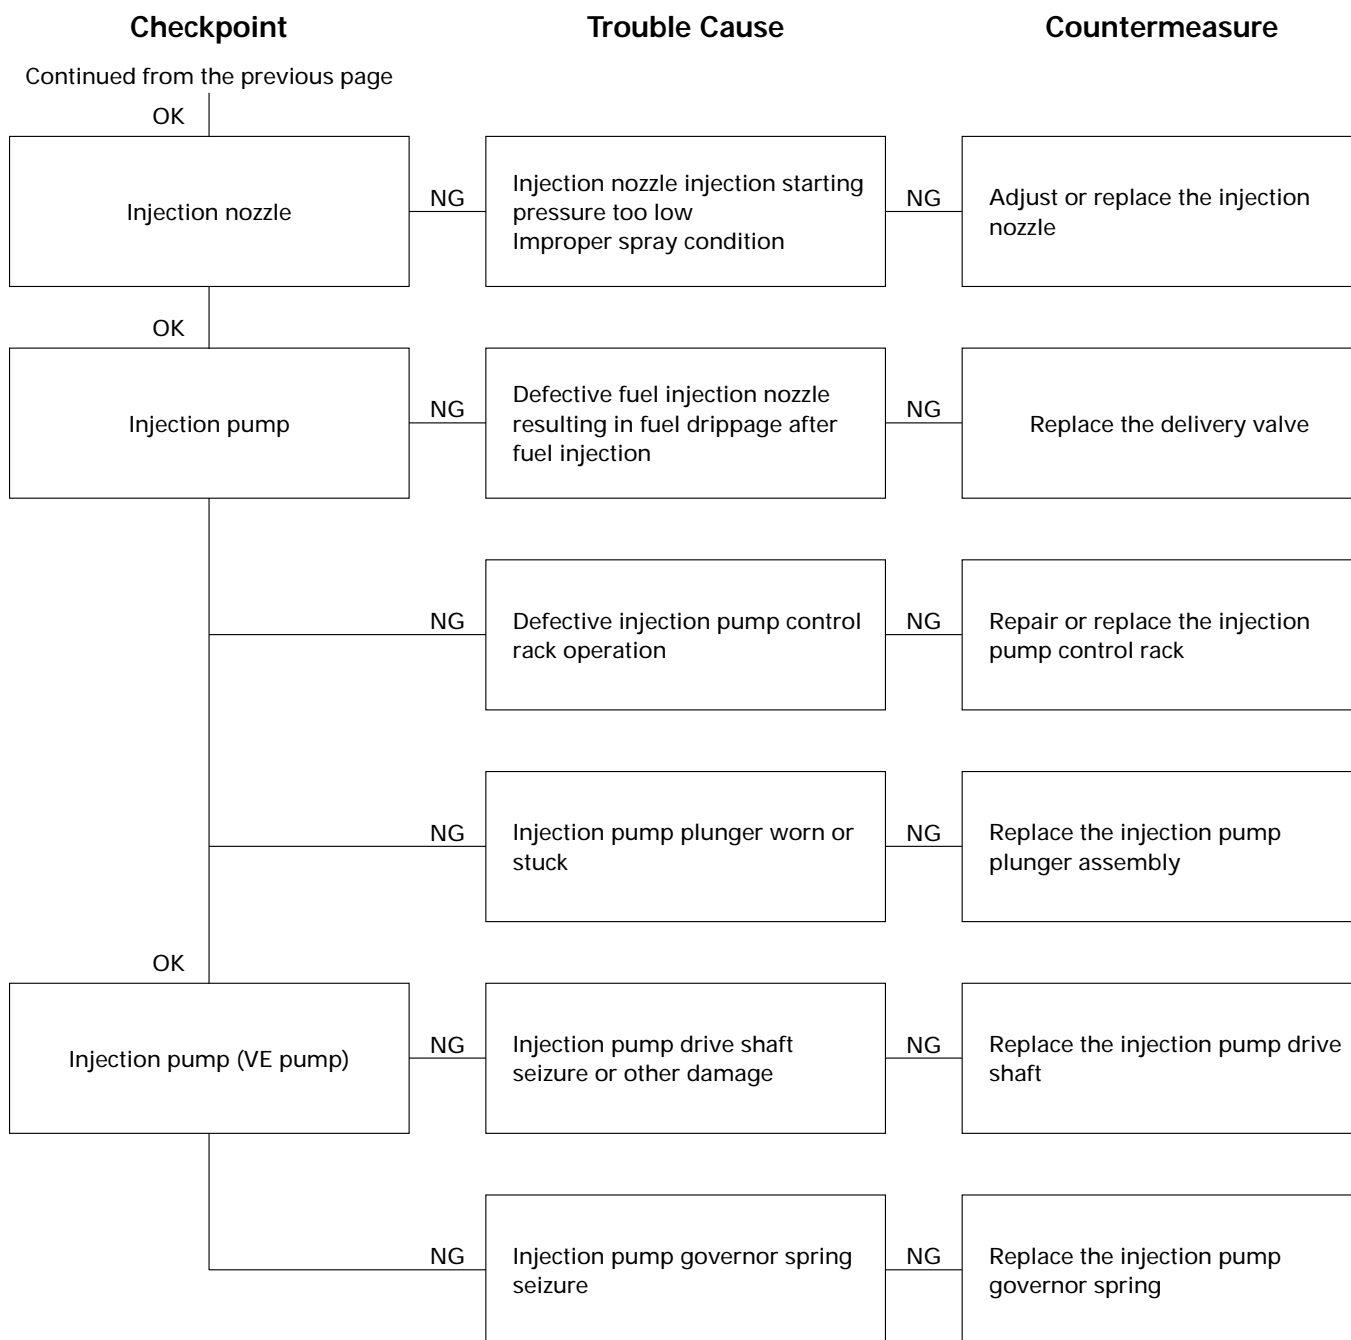 Checkpoint
Trouble Cause
Countermeasure
Continued from the previous page
OK
Injection nozzle
NG
Injection nozzle injection starting
pressure too low
Improper spray condition
NG
Adjust or replace the injection
nozzle
OK
Injection pump
NG
Defective fuel injection nozzle
resulting in fuel drippage after
fuel injection
NG
Replace the delivery valve
NG
Defective injection pump control
rack operation
NG
Repair or replace the injection
pump control rack
NG
Injection pump plunger worn or
stuck
NG
Replace the injection pump
plunger assembly
OK
Injection pump (VE pump)
NG
Injection pump drive shaft
seizure or other damage
NG
Replace the injection pump drive
shaft
NG
Injection pump governor spring
seizure
NG
Replace the injection pump
governor spring